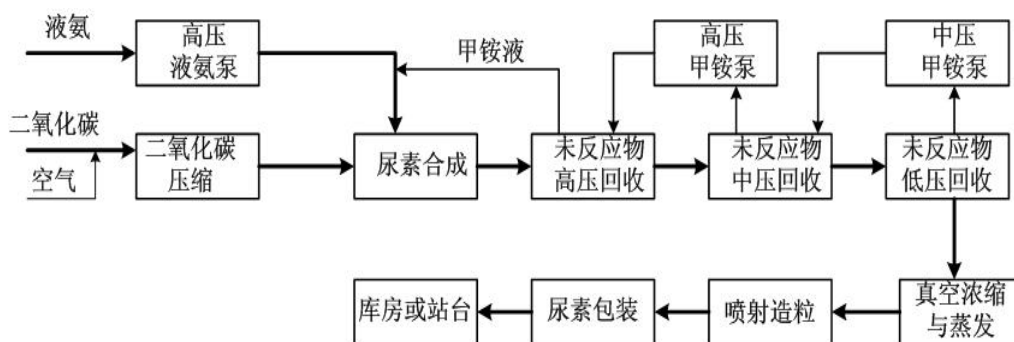 液氨
高压
液氨泵
甲铵液
高压
甲铵泵
中压
甲铵泵
二氧化碳
空气
二氧化碳
压缩
尿素合成
未反应物
高压回收
未反应物
中压回收
未反应物
低压回收
库房或站台
尿素包装
喷射造粒
真空浓缩
与蒸发